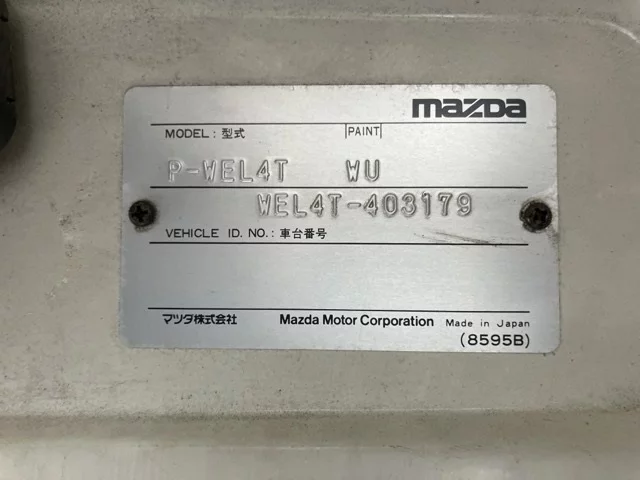 mazda
MODEL: 型式 PAINT
P-WEL4T WU
WEL4T-403179
VEHICLE ID. NO.: 車台番号
マツダ株式会社 Mazda Motor Corporation Made in Japan
(8595B)